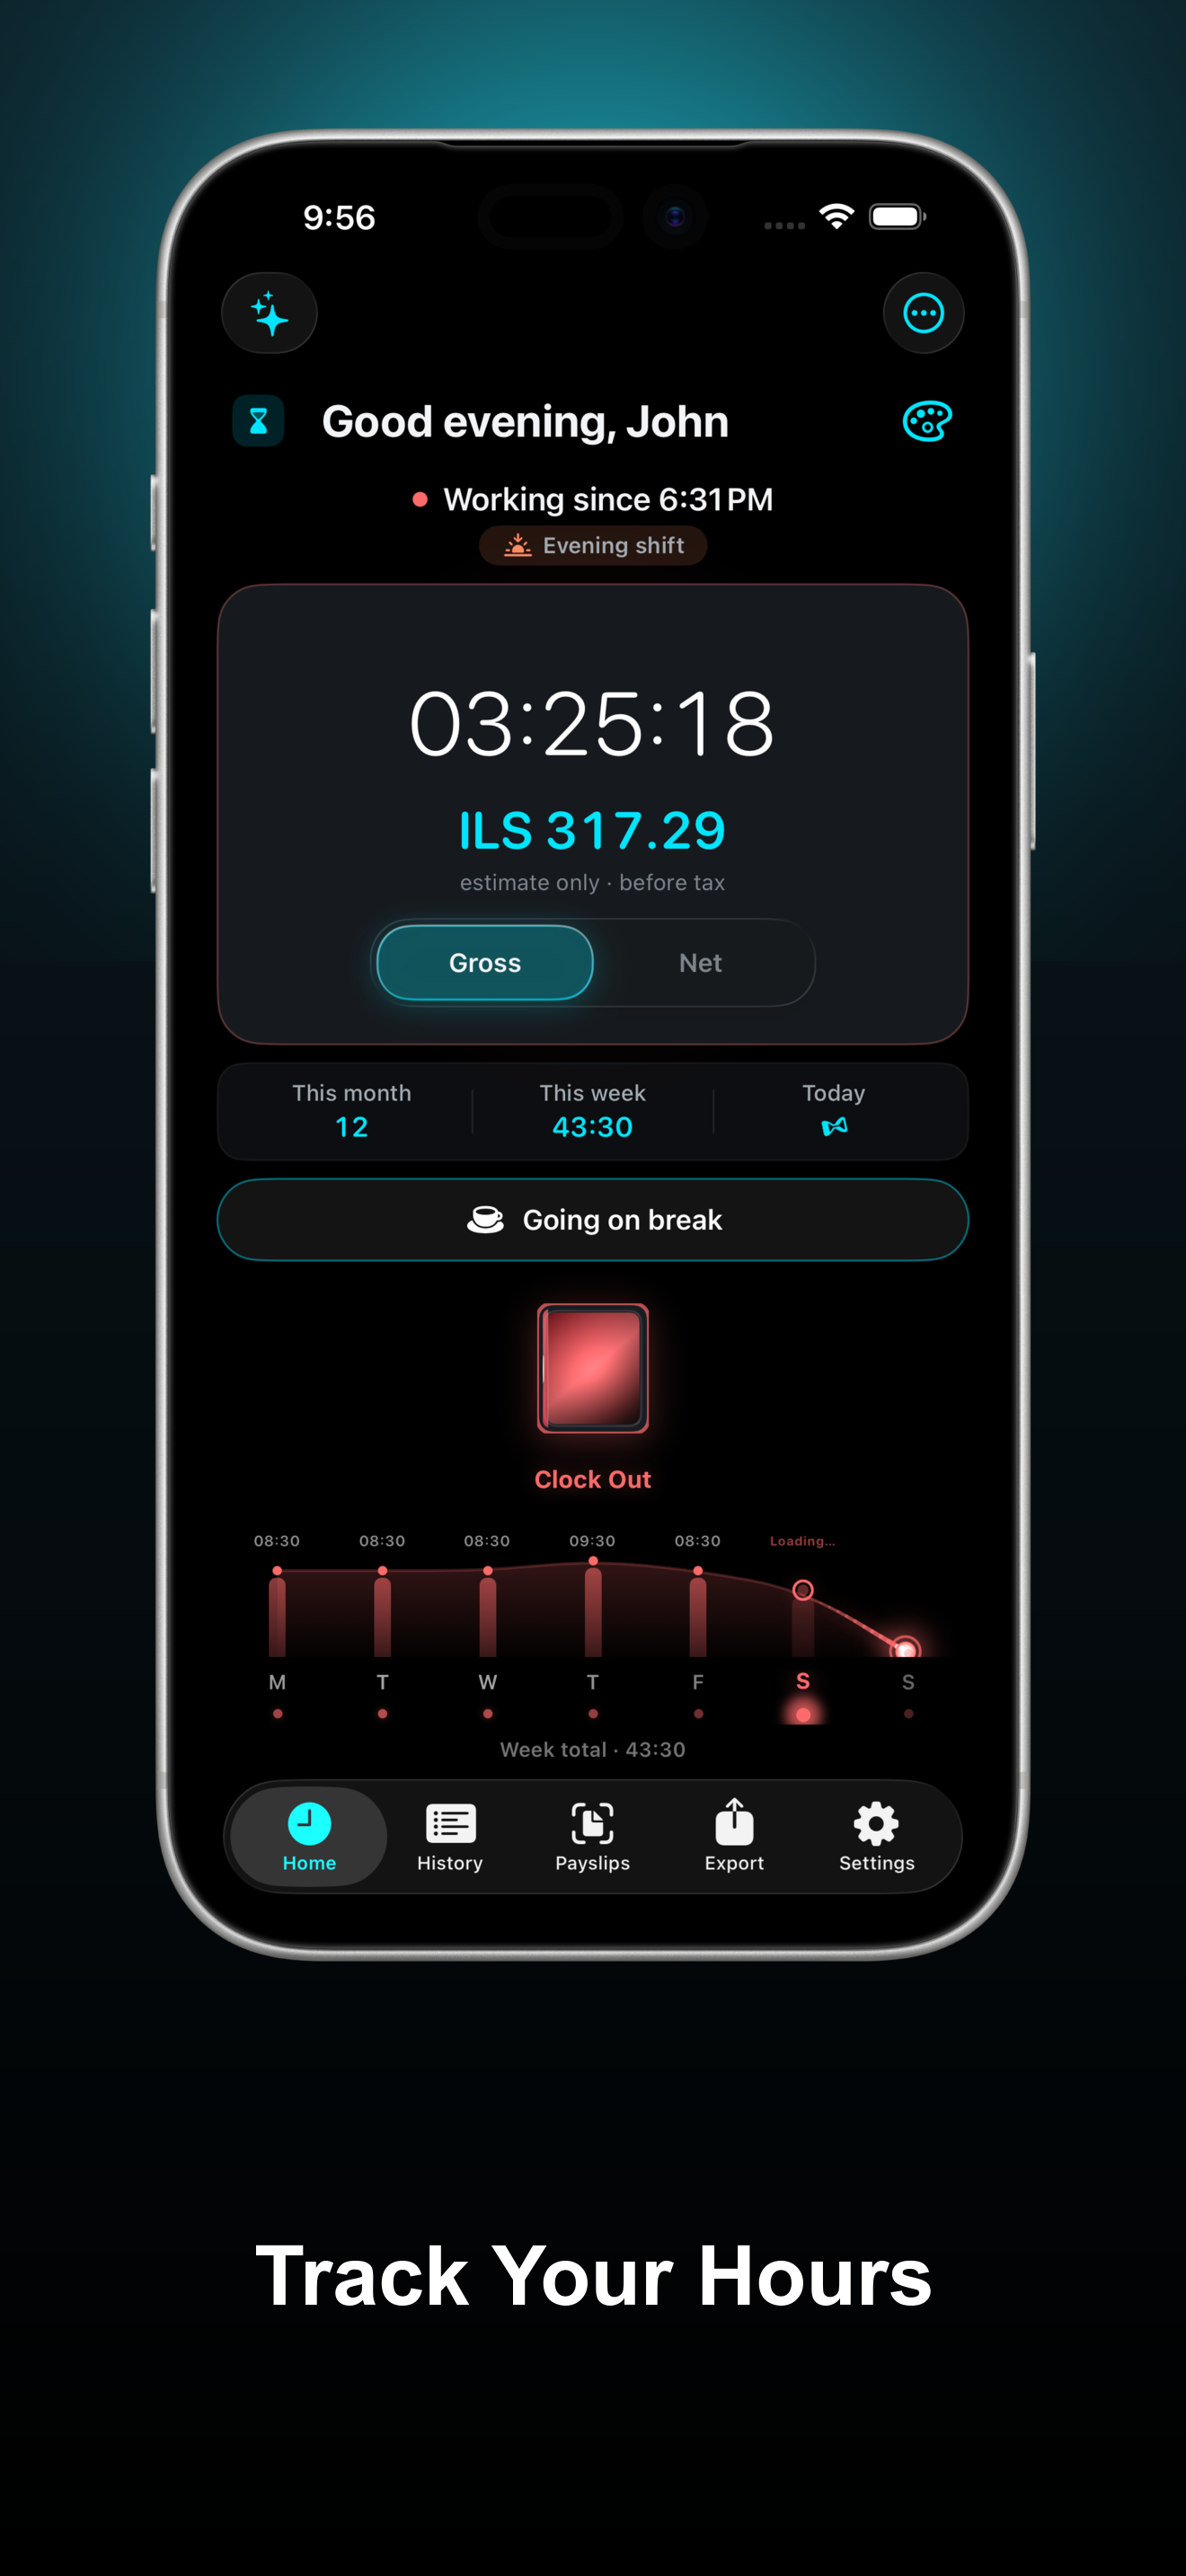 9:56
Good evening, John
Working since 6:31 PM
Evening shift
03:25:18
ILS 317.29
estimate only · before tax
Gross Net
This month This week Today
12 43:30
Going on break
Clock Out
08:30 08:30 08:30 09:30 08:30 Loading...
M T W T F S S
Week total · 43:30
Home History Payslips Export Settings
Track Your Hours